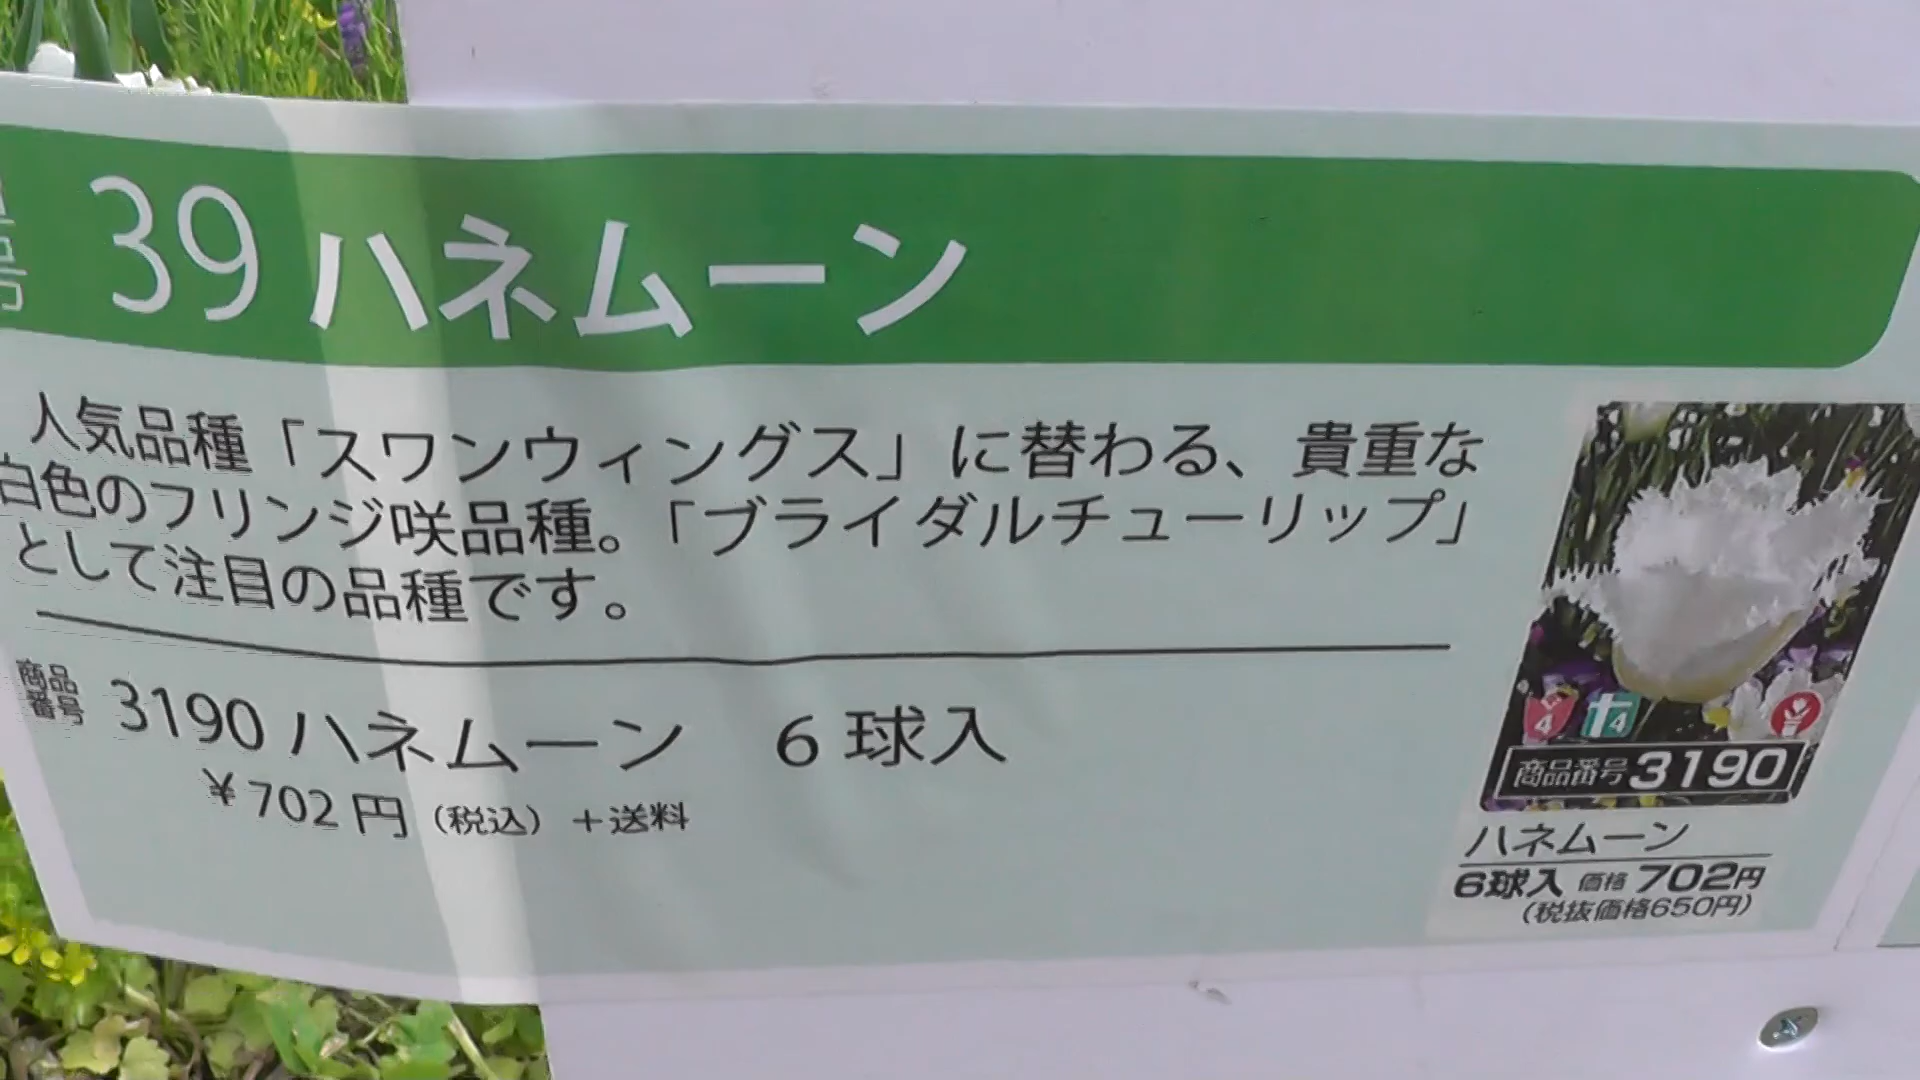 39 ハネムーン
人気品種「スワンウィングス」に替わる、貴重な
白色のフリンジ咲品種。「ブライダルチューリップ」
として注目の品種です。
商品番号 3190 ハネムーン 6球入
¥702円（税込）＋送料
4 4
商品番号 3190
ハネムーン
6球入 価格 702円
(税抜価格650円)